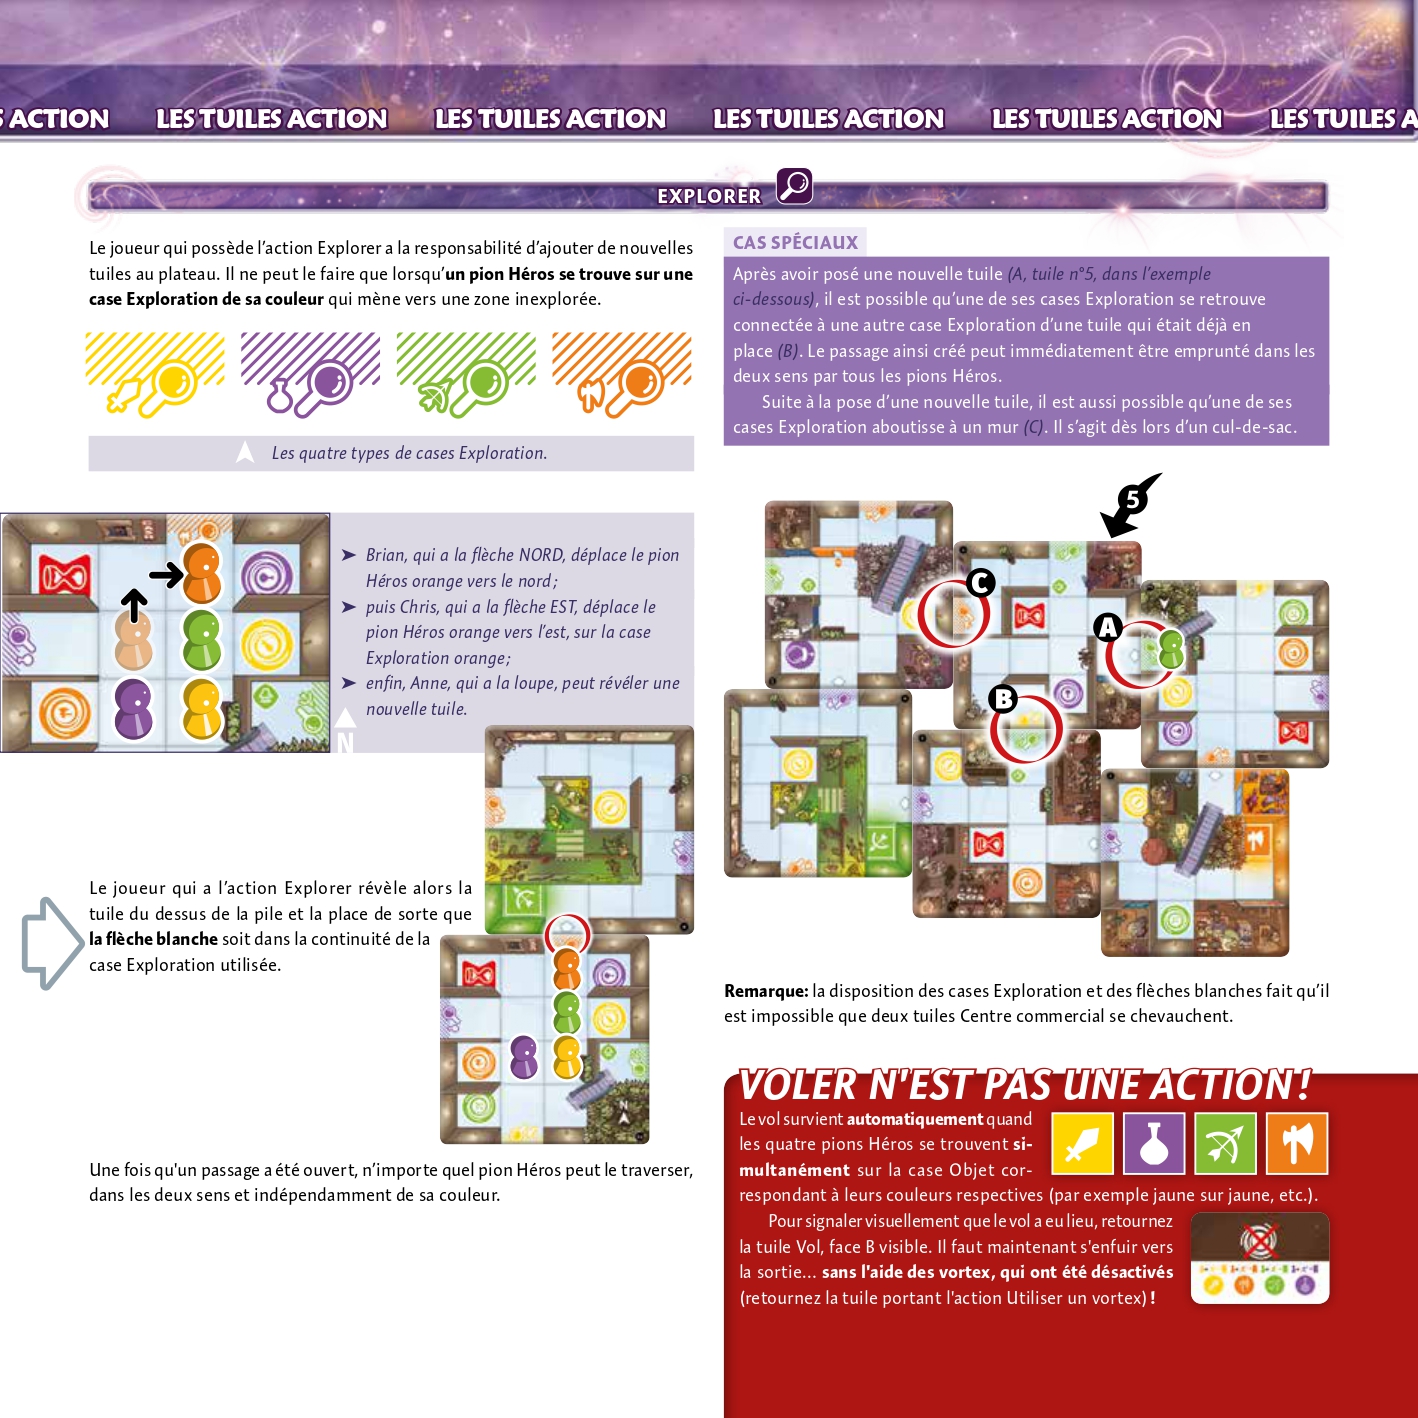 S ACTION LES TUILES ACTION LES TUILES ACTION LES TUILES ACTION LES TUILES ACTION LES TUILES A
EXPLORER
Le joueur qui possède l'action Explorer a la responsabilité d'ajouter de nouvelles
tuiles au plateau. Il ne peut le faire que lorsqu'un pion Héros se trouve sur une
case Exploration de sa couleur qui mène vers une zone inexplorée.
Les quatre types de cases Exploration.
➤ Brian, qui a la flèche NORD, déplace le pion
Héros orange vers le nord ;
➤ puis Chris, qui a la flèche EST, déplace le
pion Héros orange vers l'est, sur la case
Exploration orange ;
➤ enfin, Anne, qui a la loupe, peut révéler une
nouvelle tuile.
N
Le joueur qui a l'action Explorer révèle alors la
tuile du dessus de la pile et la place de sorte que
la flèche blanche soit dans la continuité de la
case Exploration utilisée.
N
Une fois qu'un passage a été ouvert, n'importe quel pion Héros peut le traverser,
dans les deux sens et indépendamment de sa couleur.
CAS SPÉCIAUX
Après avoir posé une nouvelle tuile (A, tuile n°5, dans l'exemple
ci-dessous), il est possible qu'une de ses cases Exploration se retrouve
connectée à une autre case Exploration d'une tuile qui était déjà en
place (B). Le passage ainsi créé peut immédiatement être emprunté dans les
deux sens par tous les pions Héros.
Suite à la pose d'une nouvelle tuile, il est aussi possible qu'une de ses
cases Exploration aboutisse à un mur (C). Il s'agit dès lors d'un cul-de-sac.
5
C
A
B
Remarque: la disposition des cases Exploration et des flèches blanches fait qu'il
est impossible que deux tuiles Centre commercial se chevauchent.
VOLER N'EST PAS UNE ACTION !
Le vol survient automatiquement quand
les quatre pions Héros se trouvent si-
multanément sur la case Objet cor-
respondant à leurs couleurs respectives (par exemple jaune sur jaune, etc.).
Pour signaler visuellement que le vol a eu lieu, retournez
la tuile Vol, face B visible. Il faut maintenant s'enfuir vers
la sortie... sans l'aide des vortex, qui ont été désactivés
(retournez la tuile portant l'action Utiliser un vortex) !